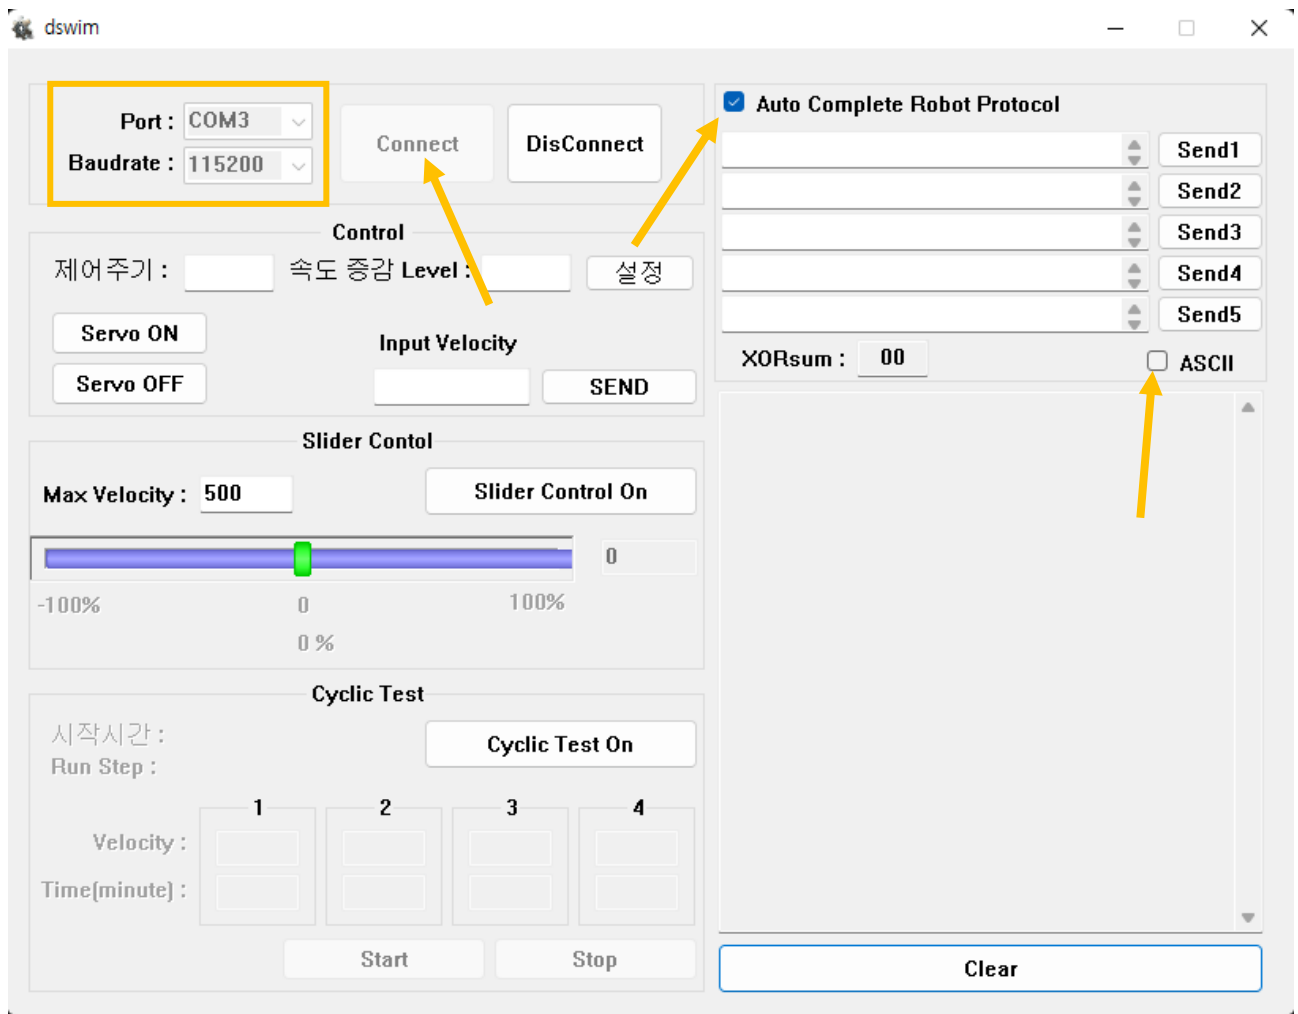 dswim
Port : COM3
Baudrate : 115200
Connect
DisConnect
Control
제어주기 :
속도 증감 Level :
설정
Servo ON
Servo OFF
Input Velocity
SEND
Slider Contol
Max Velocity : 500
Slider Control On
0
-100%
0
100%
0 %
Cyclic Test
시작시간 :
Run Step :
Cyclic Test On
1
2
3
4
Velocity :
Time(minute) :
Start
Stop
Auto Complete Robot Protocol
Send1
Send2
Send3
Send4
Send5
XORsum : 00
ASCII
Clear